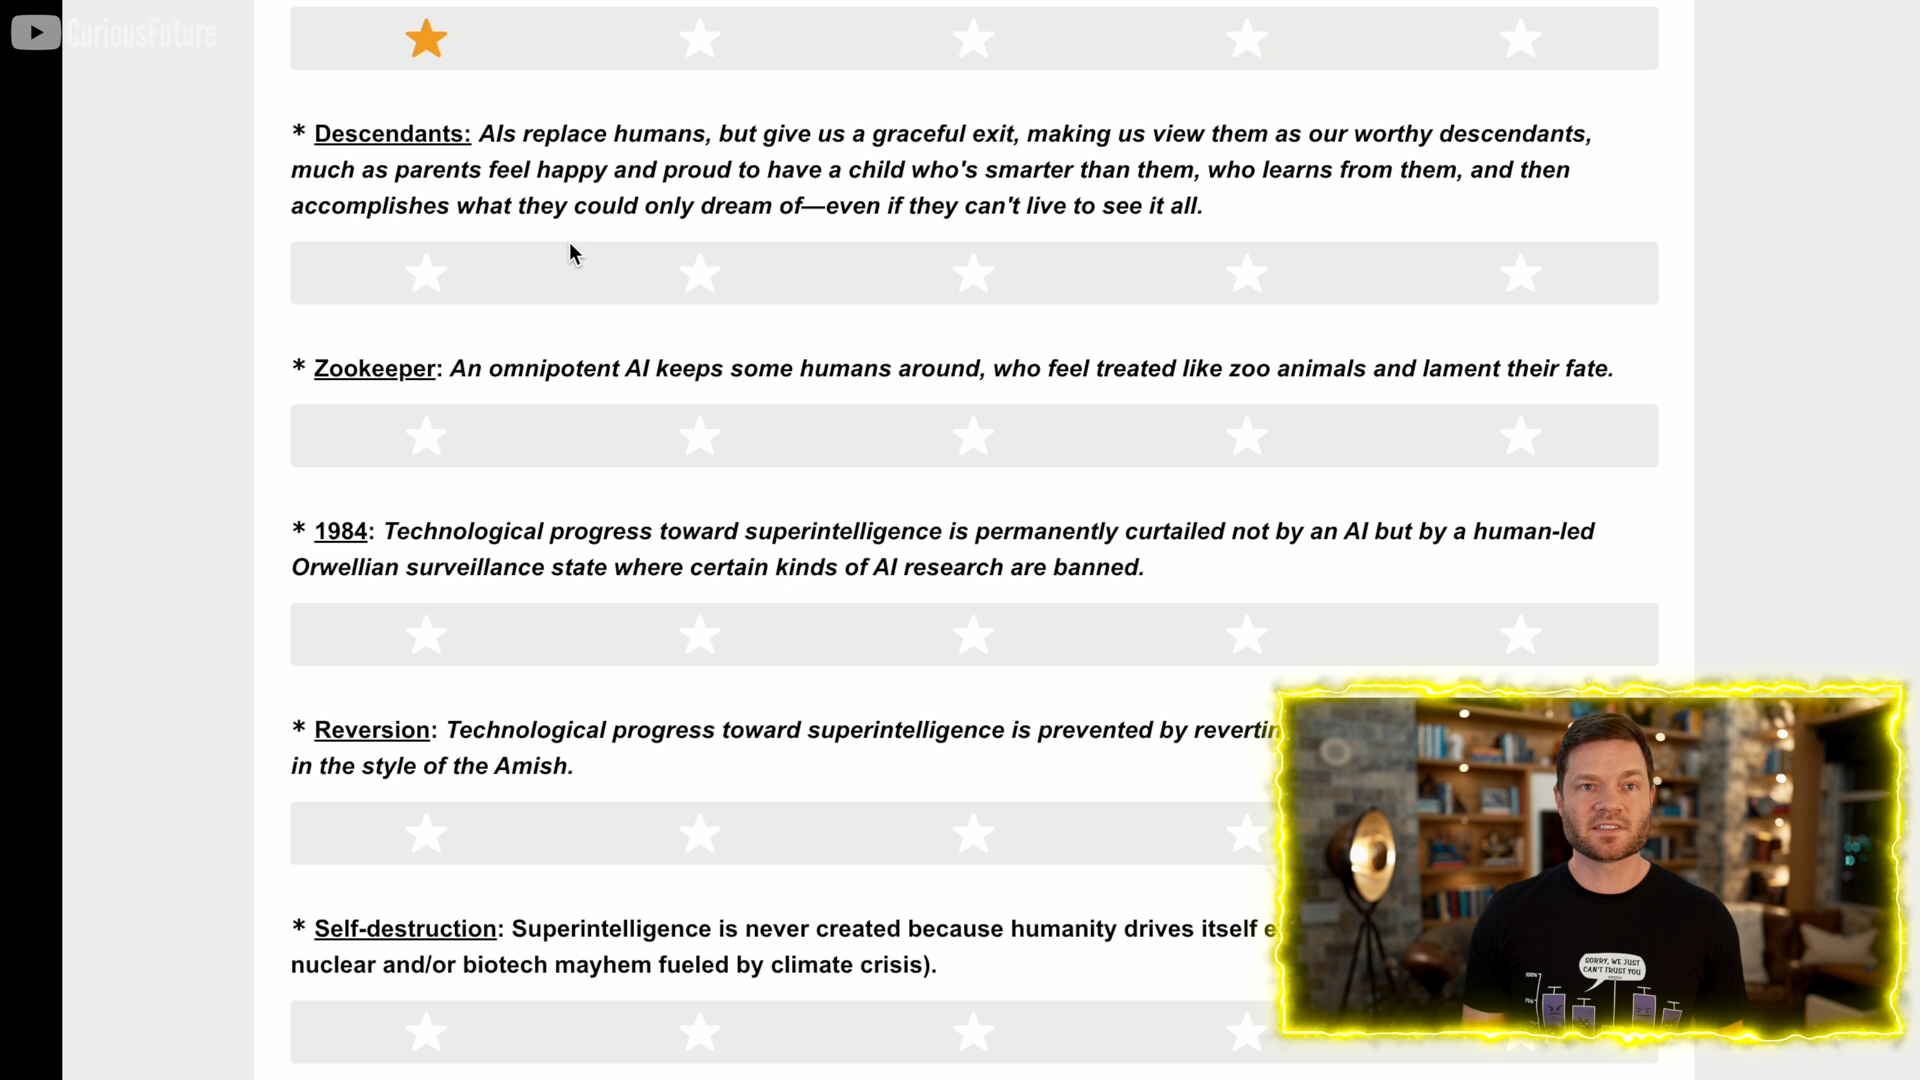 CuriousFuture
* Descendants: AIs replace humans, but give us a graceful exit, making us view them as our worthy descendants,
much as parents feel happy and proud to have a child who's smarter than them, who learns from them, and then
accomplishes what they could only dream of—even if they can't live to see it all.
* Zookeeper: An omnipotent AI keeps some humans around, who feel treated like zoo animals and lament their fate.
* 1984: Technological progress toward superintelligence is permanently curtailed not by an AI but by a human-led
Orwellian surveillance state where certain kinds of AI research are banned.
* Reversion: Technological progress toward superintelligence is prevented by revertin
in the style of the Amish.
* Self-destruction: Superintelligence is never created because humanity drives itself e
nuclear and/or biotech mayhem fueled by climate crisis).
SORRY, WE JUST
CAN'T TRUST YOU
100%
75%